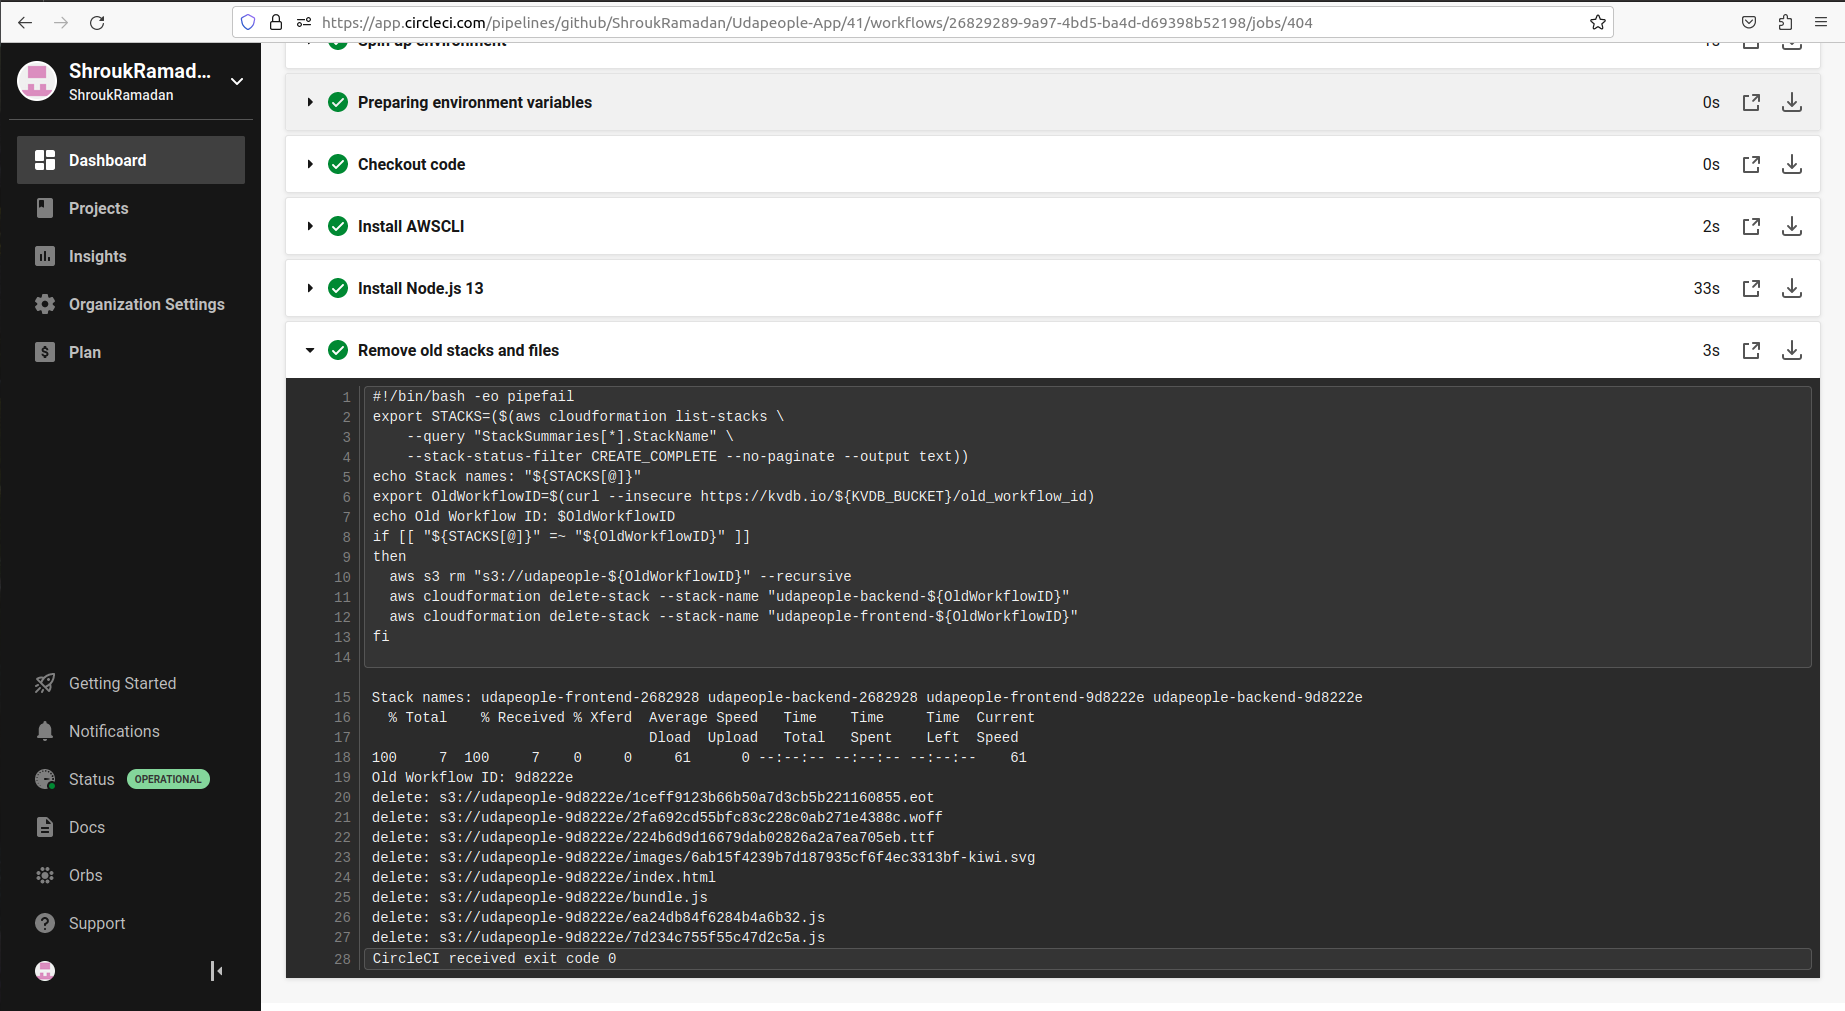 https://app.circleci.com/pipelines/github/ShroukRamadan/Udapeople-App/41/workflows/26829289-9a97-4bd5-ba4d-d69398b52198/jobs/404
ShroukRamad...
ShroukRamadan
Dashboard
Projects
Insights
Organization Settings
Plan
Getting Started
Notifications
Status OPERATIONAL
Docs
Orbs
Support
Spin up environment 1s
Preparing environment variables 0s
Checkout code 0s
Install AWSCLI 2s
Install Node.js 13 33s
Remove old stacks and files 3s
1 #!/bin/bash -eo pipefail
2 export STACKS=($(aws cloudformation list-stacks \
3     --query "StackSummaries[*].StackName" \
4     --stack-status-filter CREATE_COMPLETE --no-paginate --output text))
5 echo Stack names: "${STACKS[@]}"
6 export OldWorkflowID=$(curl --insecure https://kvdb.io/${KVDB_BUCKET}/old_workflow_id)
7 echo Old Workflow ID: $OldWorkflowID
8 if [[ "${STACKS[@]}" =~ "${OldWorkflowID}" ]]
9 then
10   aws s3 rm "s3://udapeople-${OldWorkflowID}" --recursive
11   aws cloudformation delete-stack --stack-name "udapeople-backend-${OldWorkflowID}"
12   aws cloudformation delete-stack --stack-name "udapeople-frontend-${OldWorkflowID}"
13 fi
14
15 Stack names: udapeople-frontend-2682928 udapeople-backend-2682928 udapeople-frontend-9d8222e udapeople-backend-9d8222e
16   % Total    % Received % Xferd  Average Speed   Time    Time     Time  Current
17                                  Dload  Upload   Total   Spent    Left  Speed
18 100     7  100     7    0     0     61      0 --:--:-- --:--:-- --:--:--    61
19 Old Workflow ID: 9d8222e
20 delete: s3://udapeople-9d8222e/1ceff9123b66b50a7d3cb5b221160855.eot
21 delete: s3://udapeople-9d8222e/2fa692cd55bfc83c228c0ab271e4388c.woff
22 delete: s3://udapeople-9d8222e/224b6d9d16679dab02826a2a7ea705eb.ttf
23 delete: s3://udapeople-9d8222e/images/6ab15f4239b7d187935cf6f4ec3313bf-kiwi.svg
24 delete: s3://udapeople-9d8222e/index.html
25 delete: s3://udapeople-9d8222e/bundle.js
26 delete: s3://udapeople-9d8222e/ea24db84f6284b4a6b32.js
27 delete: s3://udapeople-9d8222e/7d234c755f55c47d2c5a.js
28 CircleCI received exit code 0